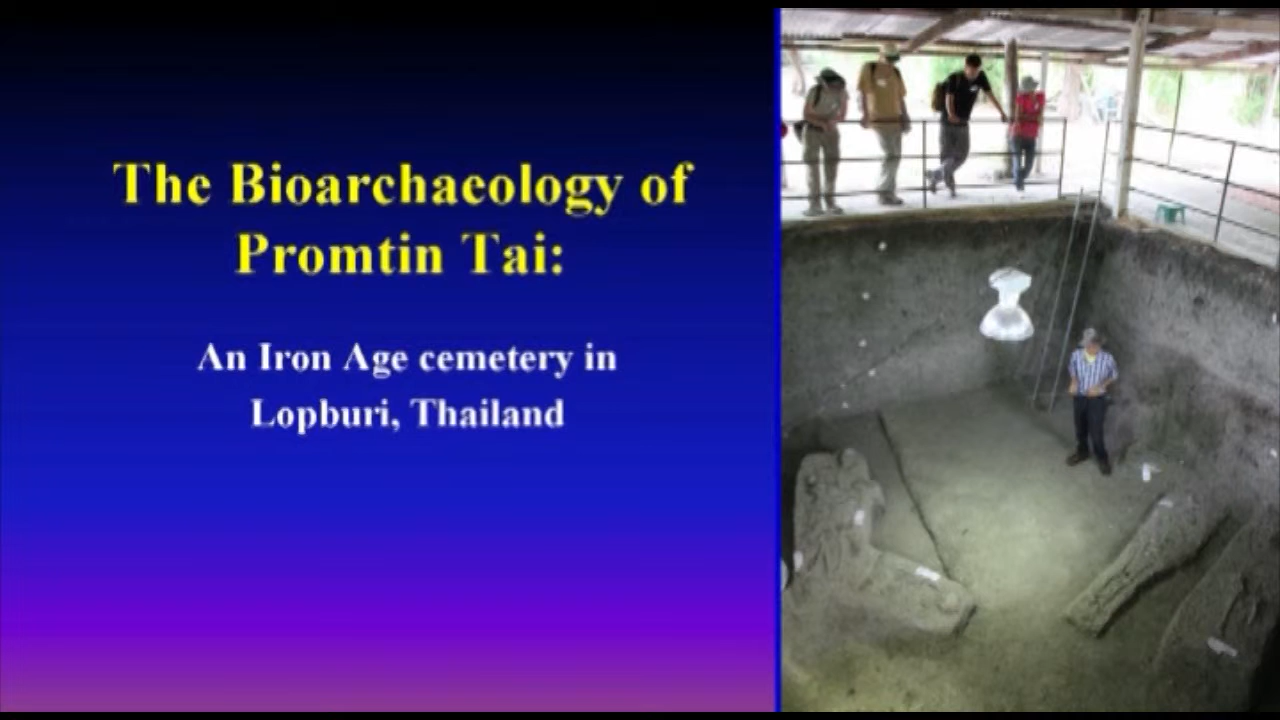 The Bioarchaeology of
Promtin Tai:
An Iron Age cemetery in
Lopburi, Thailand